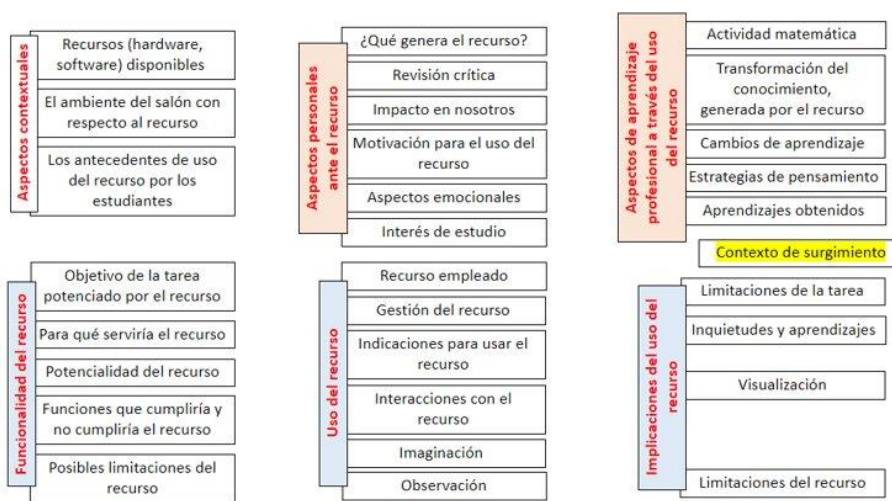 Aspectos contextuales
Recursos (hardware,
software) disponibles
El ambiente del salón con
respecto al recurso
Los antecedentes de uso
del recurso por los
estudiantes
Aspectos personales
ante el recurso
¿Qué genera el recurso?
Revisión crítica
Impacto en nosotros
Motivación para el uso del
recurso
Aspectos emocionales
Interés de estudio
Aspectos de aprendizaje
profesional a través del uso
del recurso
Actividad matemática
Transformación del
conocimiento,
generada por el recurso
Cambios de aprendizaje
Estrategias de pensamiento
Aprendizajes obtenidos
Contexto de surgimiento
Funcionalidad del recurso
Objetivo de la tarea
potenciado por el recurso
Para qué serviría el recurso
Potencialidad del recurso
Funciones que cumpliría y
no cumpliría el recurso
Posibles limitaciones del
recurso
Uso del recurso
Recurso empleado
Gestión del recurso
Indicaciones para usar el
recurso
Interacciones con el
recurso
Imaginación
Observación
Implicaciones del uso del
recurso
Limitaciones de la tarea
Inquietudes y aprendizajes
Visualización
Limitaciones del recurso